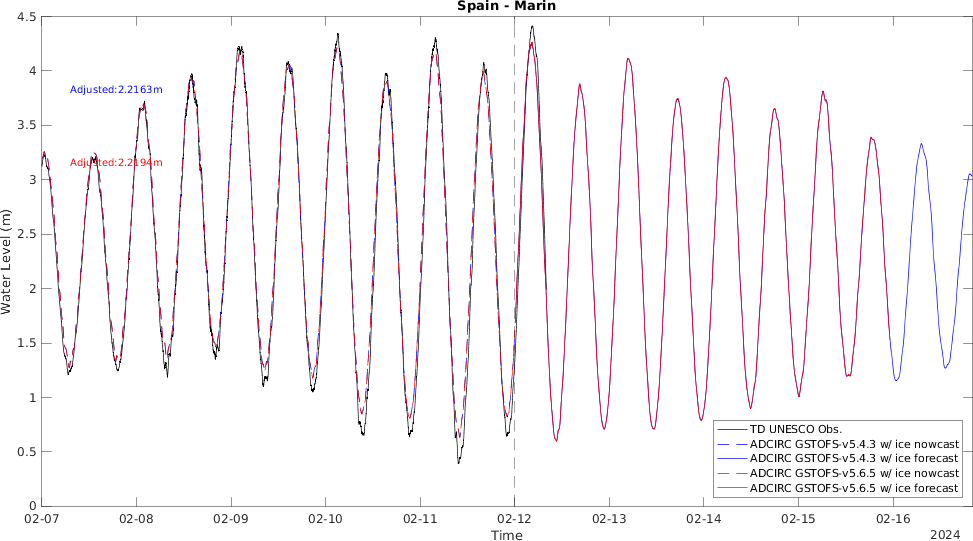 Spain - Marin
4.5
4
3.5
3
2.5
2
1.5
1
0.5
0
Water Level (m)
Adjusted:2.2163m
Adjusted:2.2194m
TD UNESCO Obs.
ADCIRC GSTOFS-v5.4.3 w/ ice nowcast
ADCIRC GSTOFS-v5.4.3 w/ ice forecast
ADCIRC GSTOFS-v5.6.5 w/ ice nowcast
ADCIRC GSTOFS-v5.6.5 w/ ice forecast
02-07 02-08 02-09 02-10 02-11 02-12 02-13 02-14 02-15 02-16
Time
2024